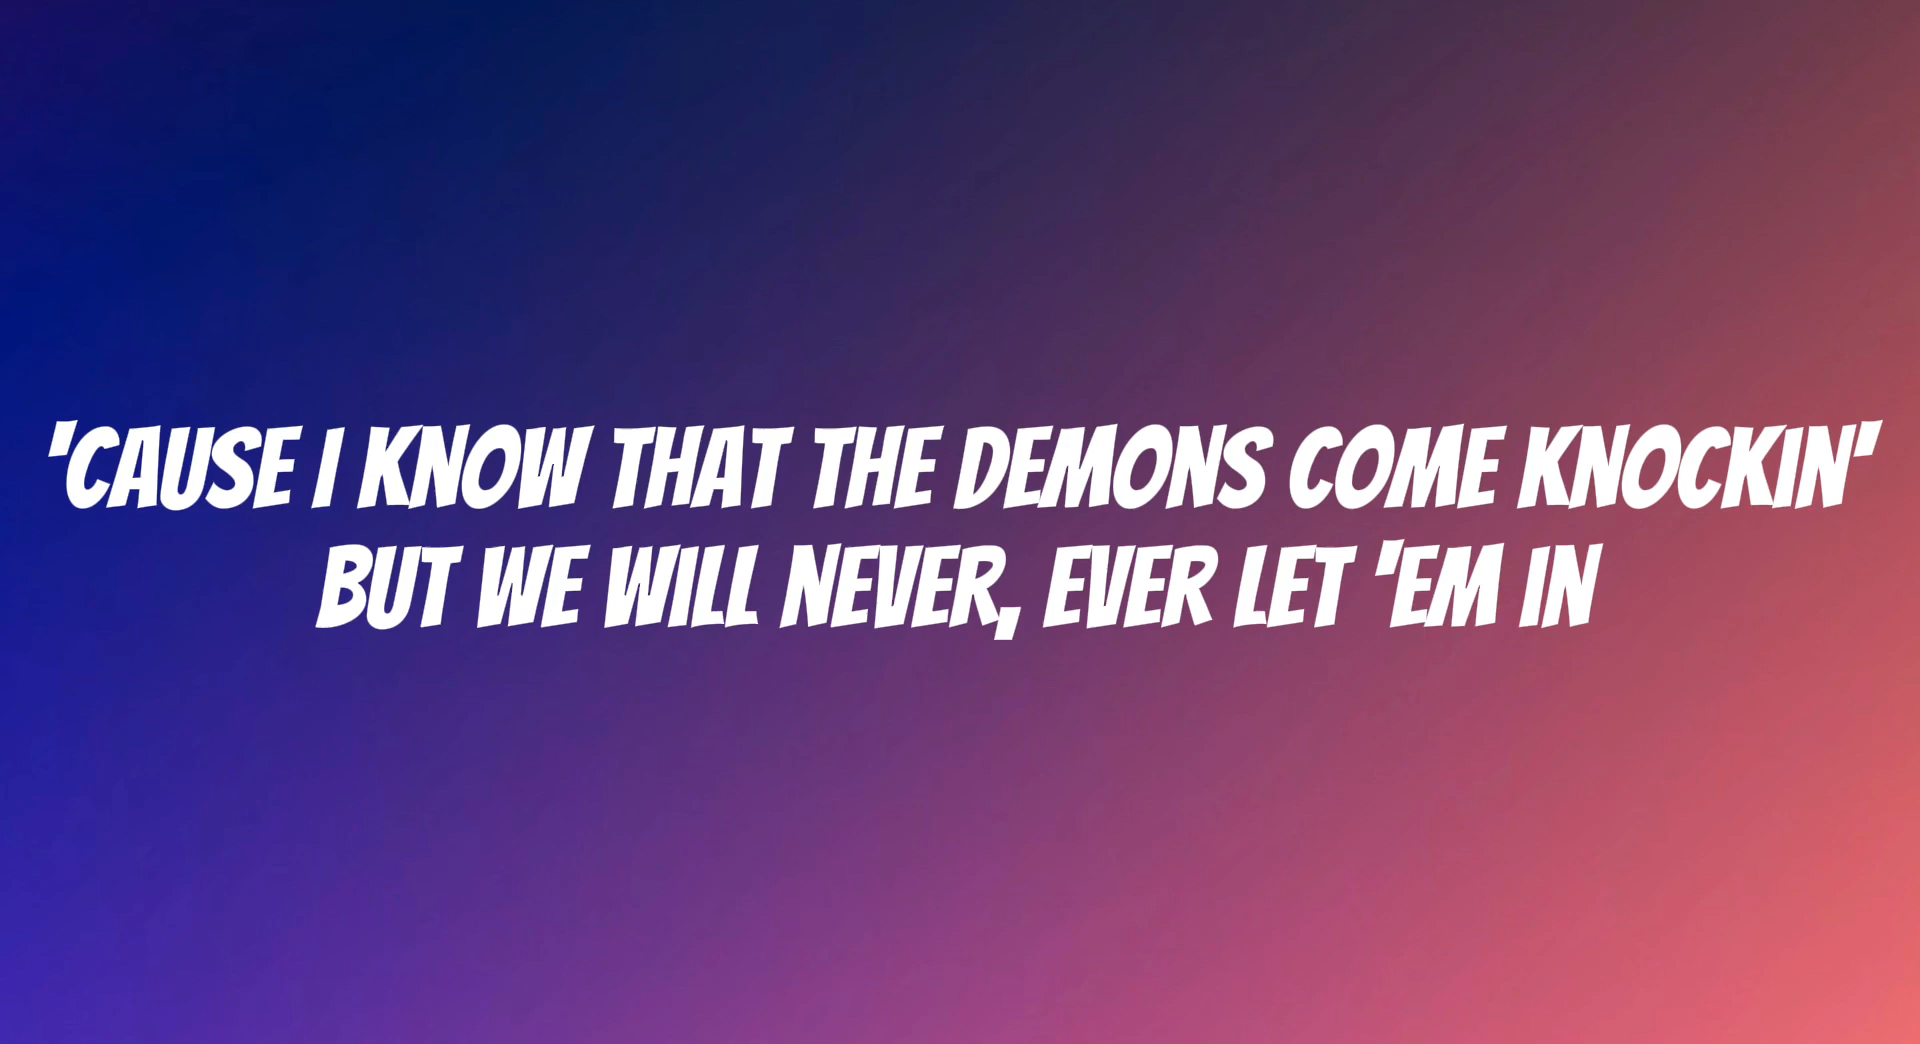 'CAUSE I KNOW THAT THE DEMONS COME KNOCKIN'
BUT WE WILL NEVER, EVER LET 'EM IN